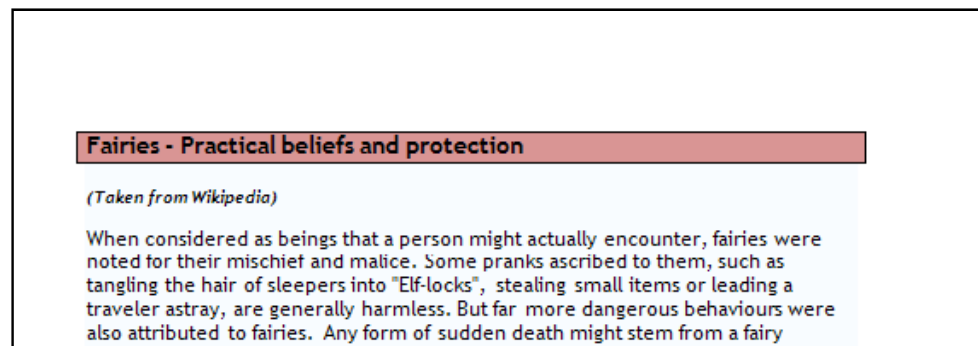 Fairies - Practical beliefs and protection
(Taken from Wikipedia)
When considered as beings that a person might actually encounter, fairies were
noted for their mischief and malice. Some pranks ascribed to them, such as
tangling the hair of sleepers into "Elf-locks", stealing small items or leading a
traveler astray, are generally harmless. But far more dangerous behaviours were
also attributed to fairies. Any form of sudden death might stem from a fairy